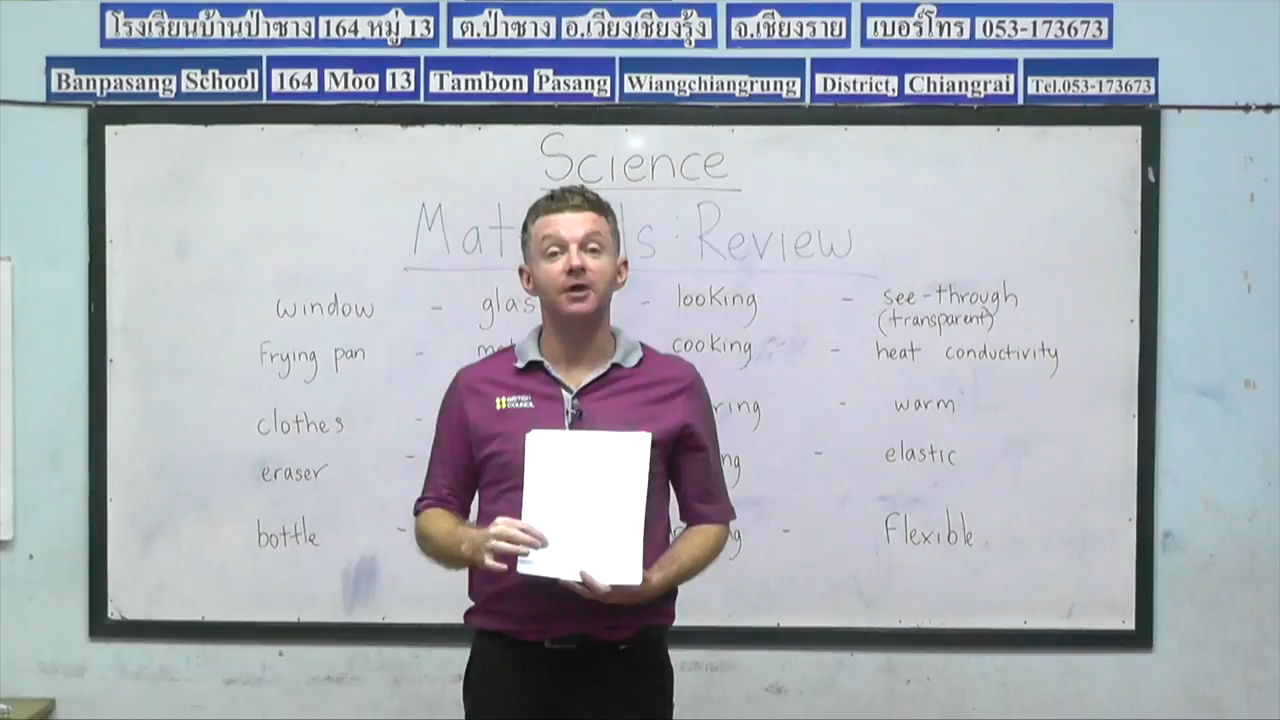 โรงเรียนบ้านป่าซาง 164 หมู่ 13 ต.ป่าซาง อ.เวียงเชียงรุ้ง จ.เชียงราย เบอร์โทร 053-173673
Banpasang School 164 Moo 13 Tambon Pasang Wiangchiangrung District, Chiangrai Tel.053-173673
Science
Review
window - - looking - see-through
(transparent)
Frying pan - cooking - heat conductivity
clothes - - warm
eraser - - elastic
bottle - - Flexible
BRITISH
COUNCIL